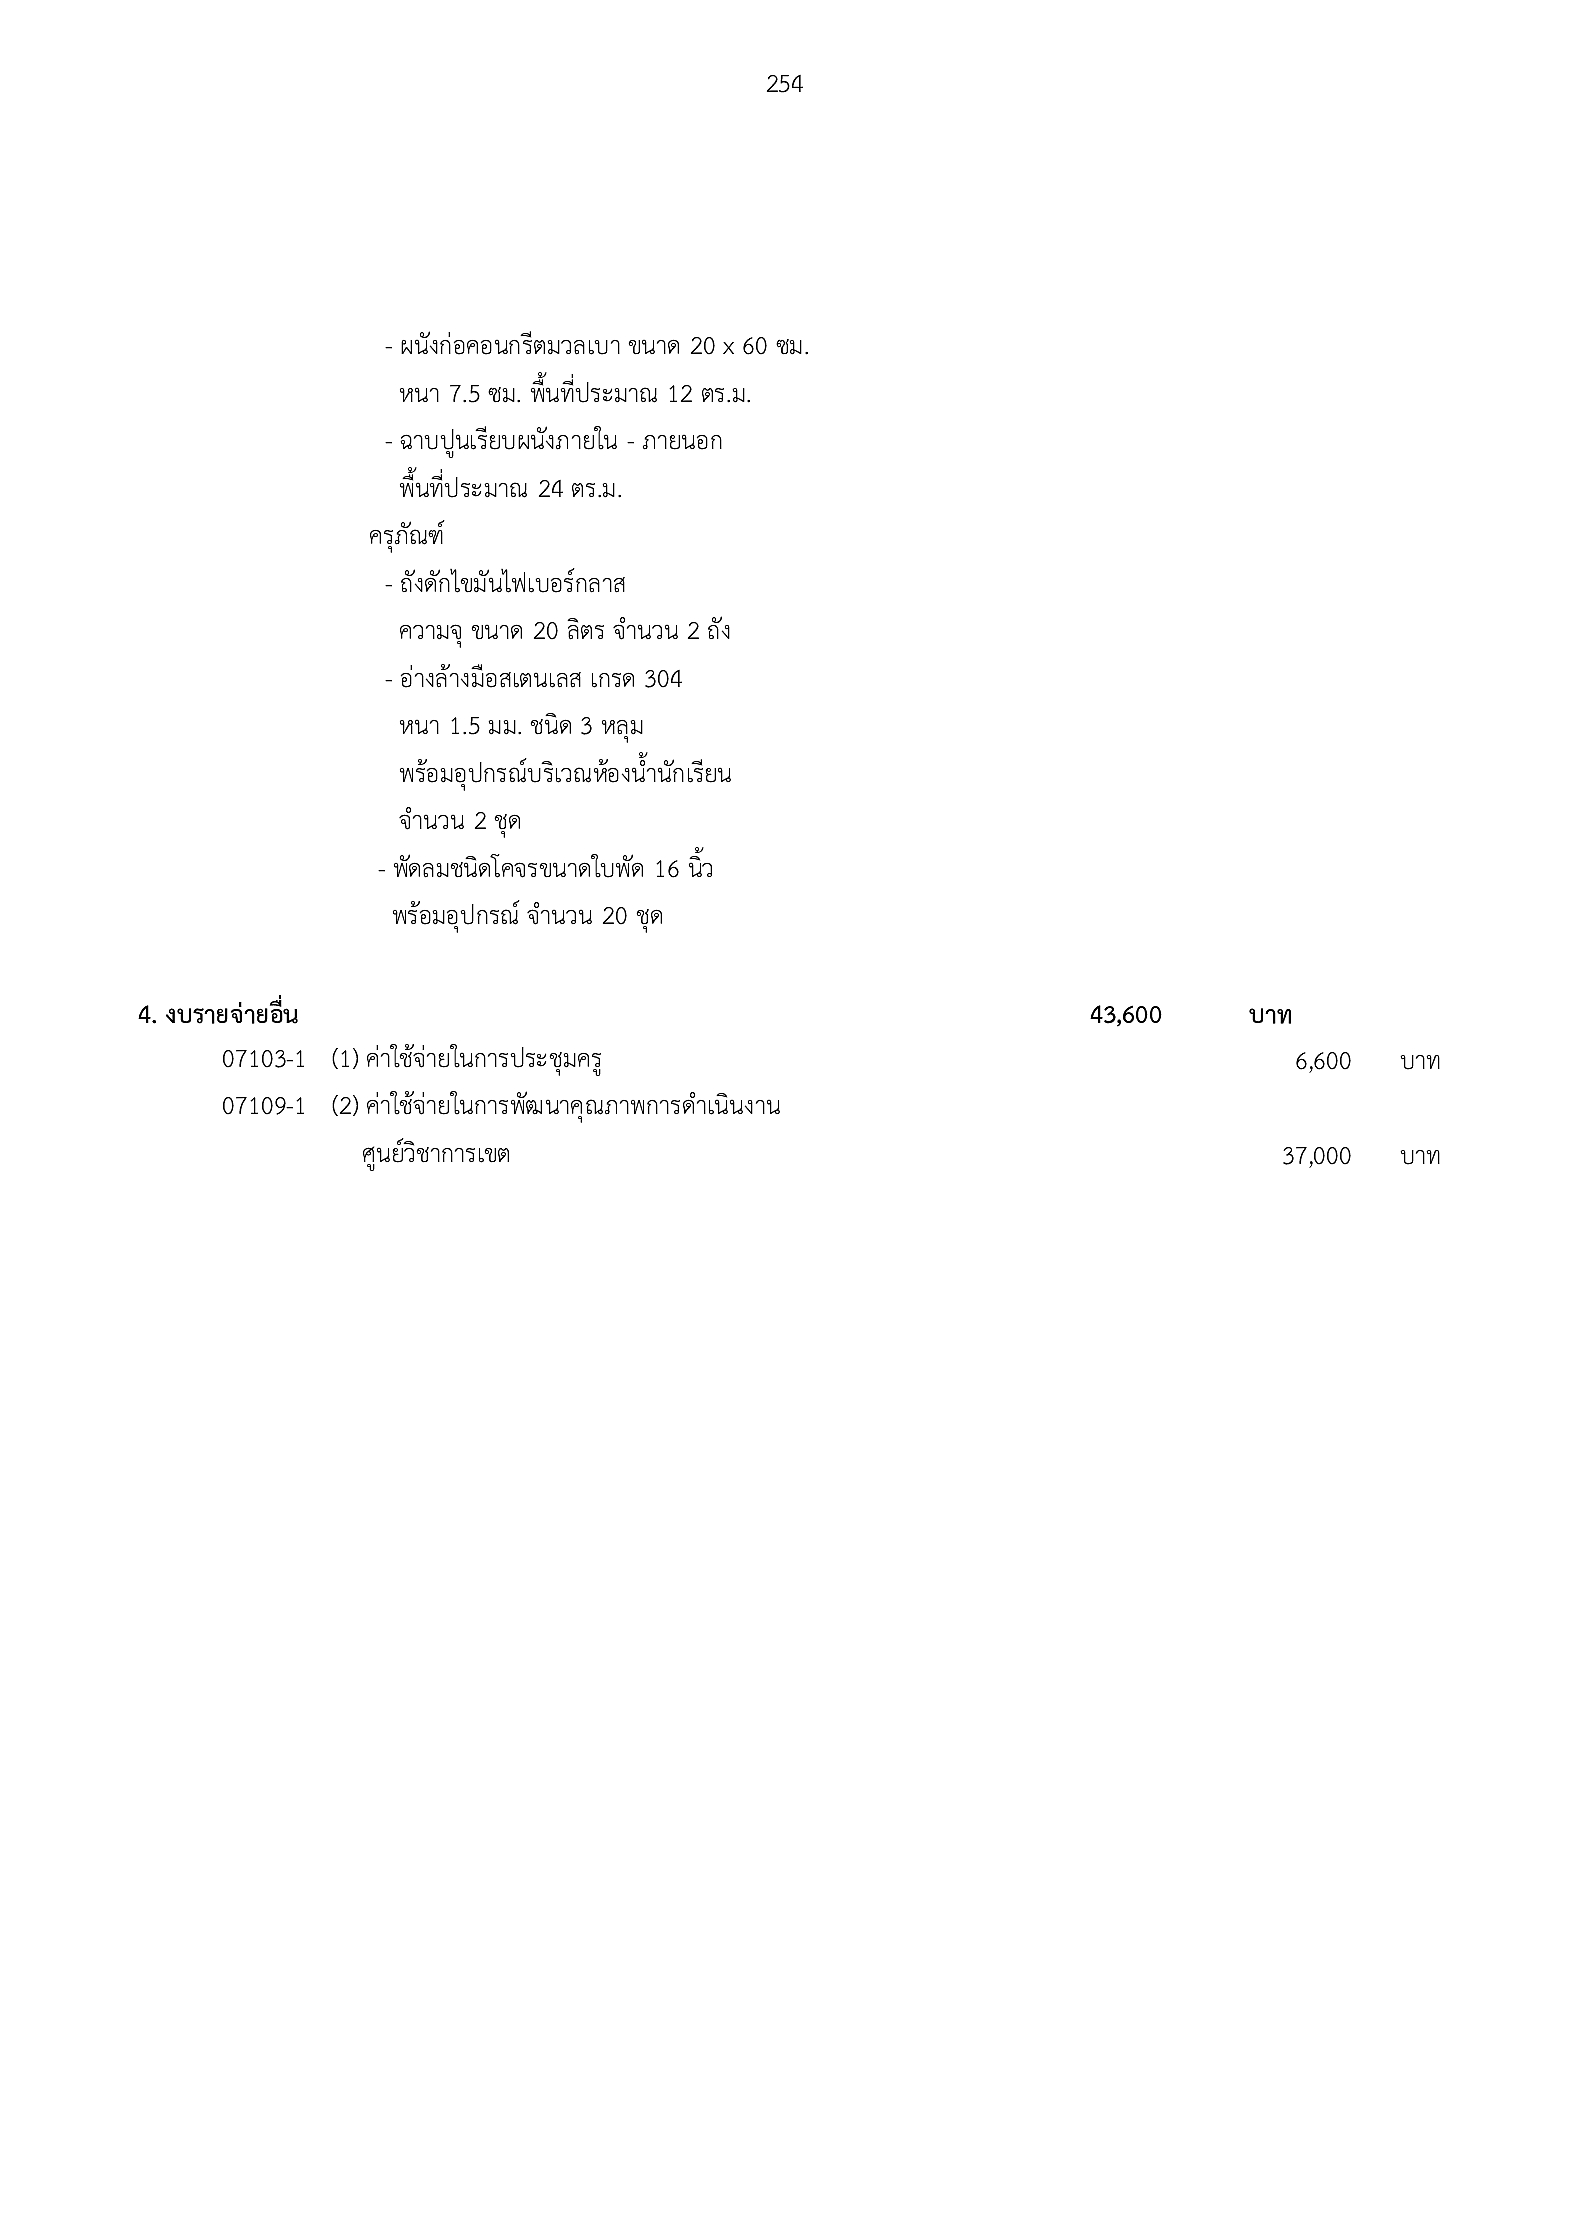 254
- ผนังก่อคอนกรีตมวลเบา ขนาด 20 x 60 ซม.
หนา 7.5 ซม. พื้นที่ประมาณ 12 ตร.ม.
- ฉาบปูนเรียบผนังภายใน - ภายนอก
พื้นที่ประมาณ 24 ตร.ม.
ครุภัณฑ์
- ถังดักไขมันไฟเบอร์กลาส
ความจุ ขนาด 20 ลิตร จำนวน 2 ถัง
- อ่างล้างมือสเตนเลส เกรด 304
หนา 1.5 มม. ชนิด 3 หลุม
พร้อมอุปกรณ์บริเวณห้องน้ำนักเรียน
จำนวน 2 ชุด
- พัดลมชนิดโคจรขนาดใบพัด 16 นิ้ว
พร้อมอุปกรณ์ จำนวน 20 ชุด
4. งบรายจ่ายอื่น 43,600 บาท
07103-1 (1) ค่าใช้จ่ายในการประชุมครู 6,600 บาท
07109-1 (2) ค่าใช้จ่ายในการพัฒนาคุณภาพการดำเนินงาน
ศูนย์วิชาการเขต 37,000 บาท